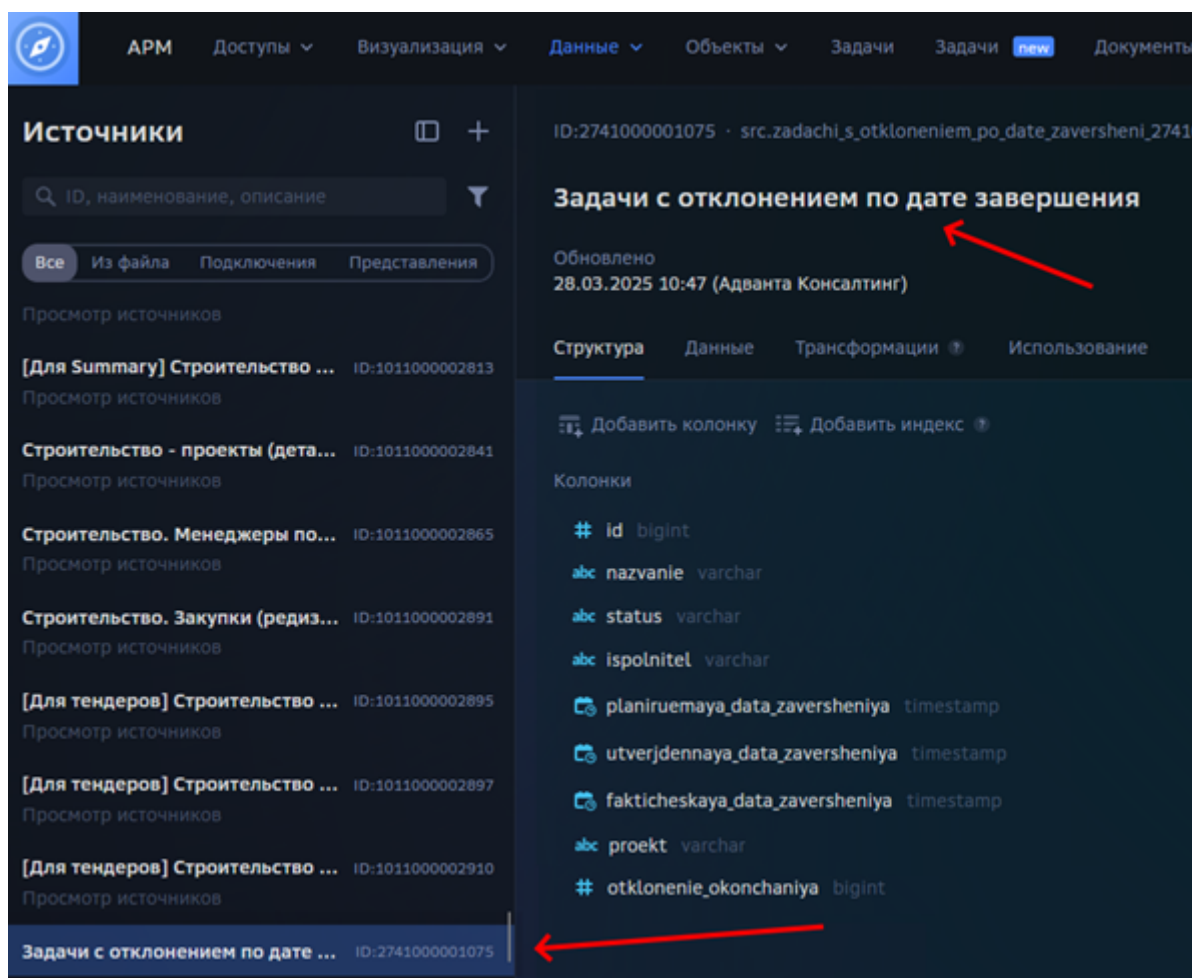 АРМ Доступы Визуализация Данные Объекты Задачи Задачи new Документы
Источники
ID, наименование, описание
Все Из файла Подключения Представления
Просмотр источников
[Для Summary] Строительство ... ID:1011000002813
Просмотр источников
Строительство - проекты (дета... ID:1011000002841
Просмотр источников
Строительство. Менеджеры по... ID:1011000002865
Просмотр источников
Строительство. Закупки (редиз... ID:1011000002891
Просмотр источников
[Для тендеров] Строительство ... ID:1011000002895
Просмотр источников
[Для тендеров] Строительство ... ID:1011000002897
Просмотр источников
[Для тендеров] Строительство ... ID:1011000002910
Просмотр источников
Задачи с отклонением по дате ... ID:2741000001075
ID:2741000001075 · src.zadachi_s_otkloneniem_po_date_zaversheni_2741
Задачи с отклонением по дате завершения
Обновлено
28.03.2025 10:47 (Адванта Консалтинг)
Структура Данные Трансформации ? Использование
Добавить колонку Добавить индекс ?
Колонки
# id bigint
abc nazvanie varchar
abc status varchar
abc ispolnitel varchar
planiruemaya_data_zaversheniya timestamp
utverjdennaya_data_zaversheniya timestamp
fakticheskaya_data_zaversheniya timestamp
abc proekt varchar
# otklonenie_okonchaniya bigint